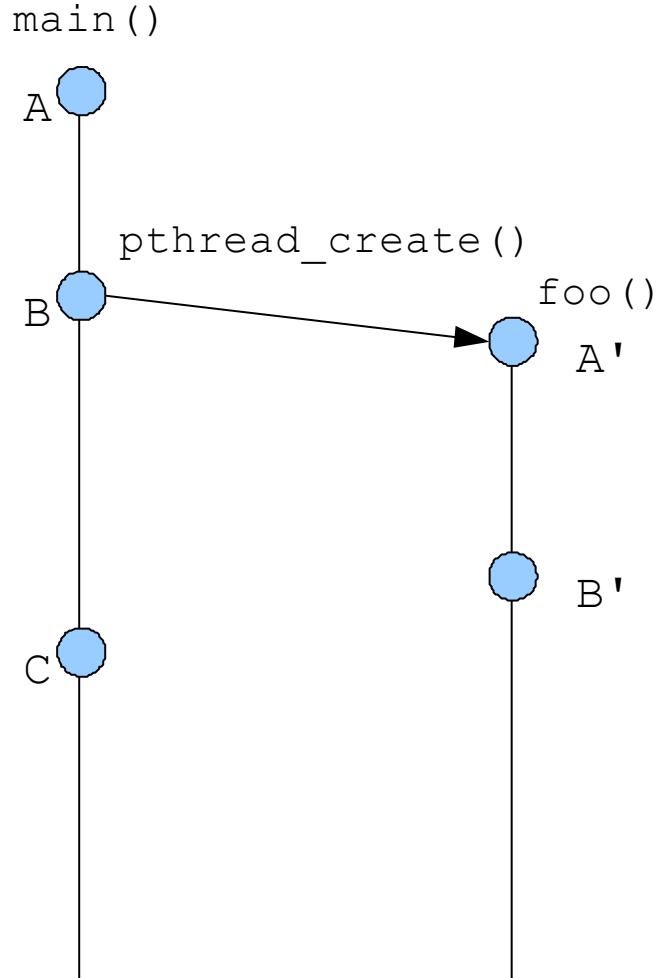 main()
A
pthread_create()
foo()
B
A'
B'
C